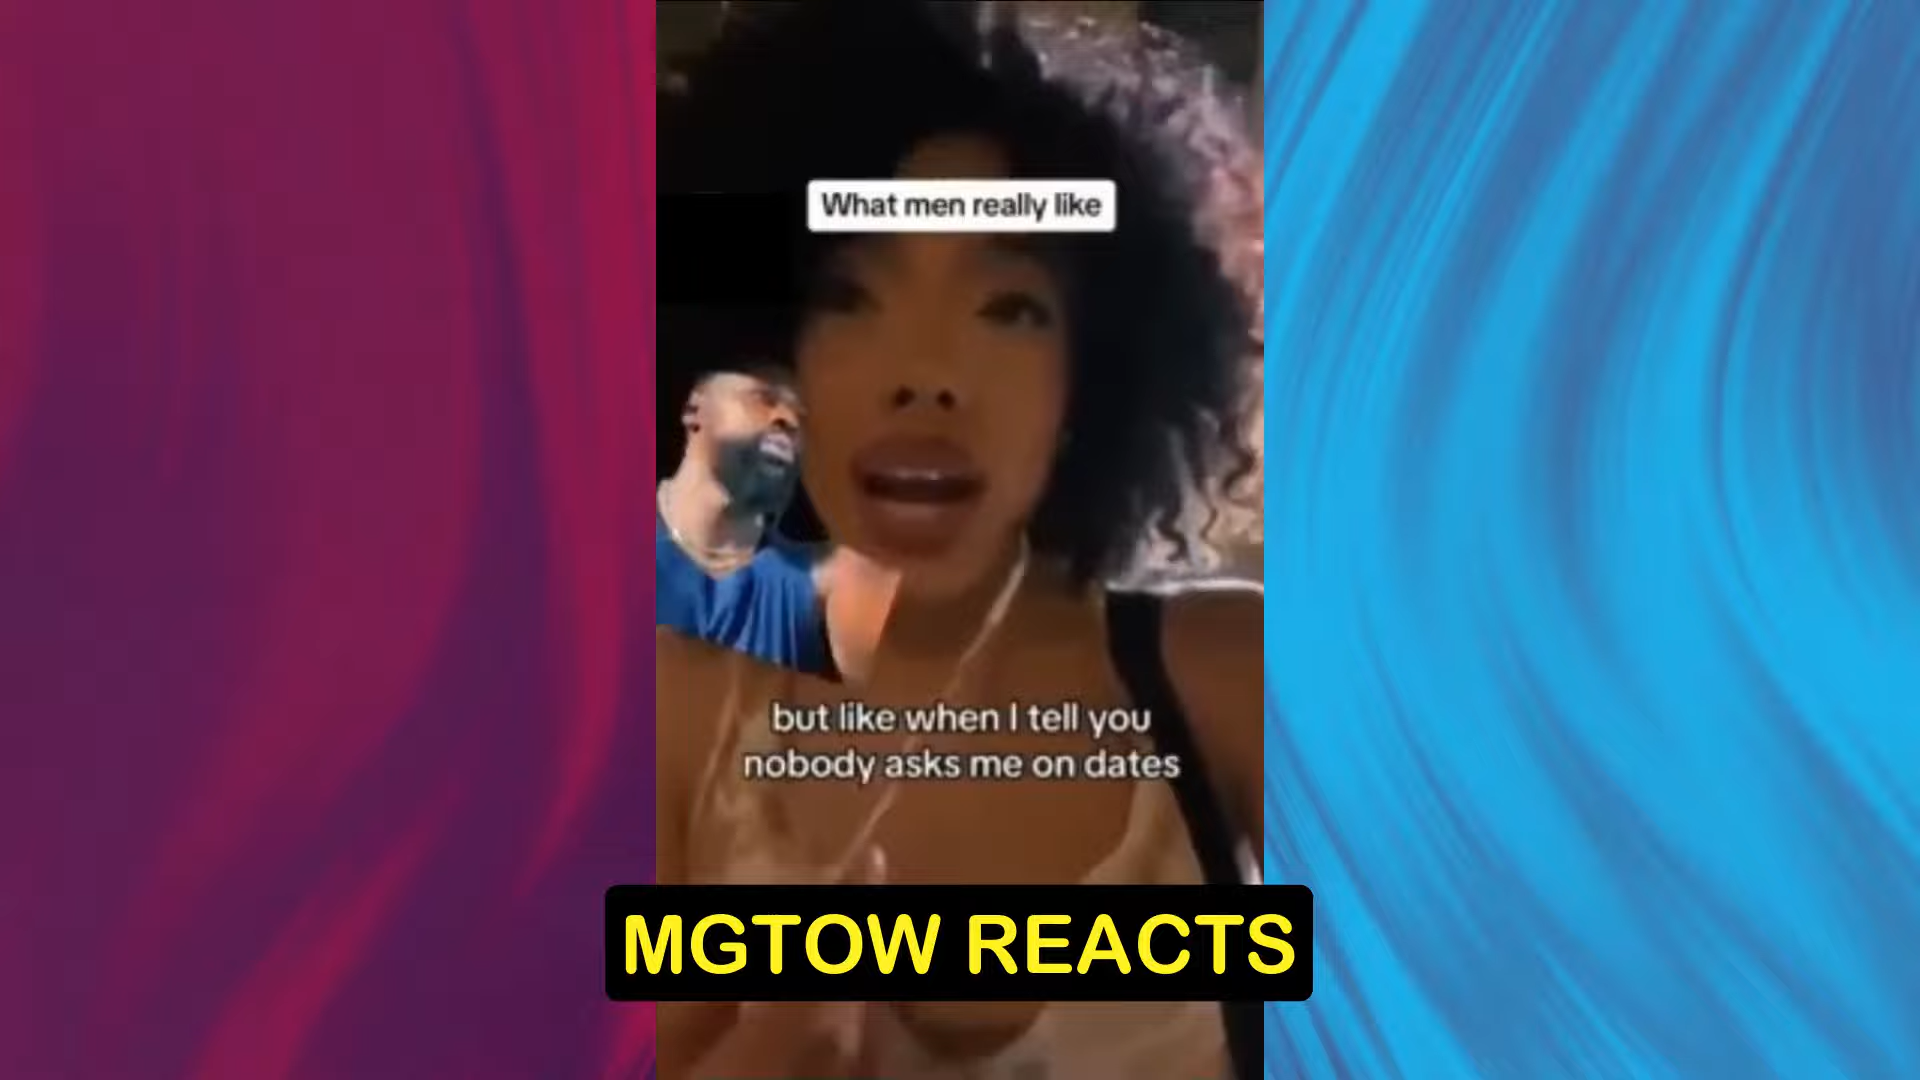 What men really like
but like when I tell you
nobody asks me on dates
MGTOW REACTS